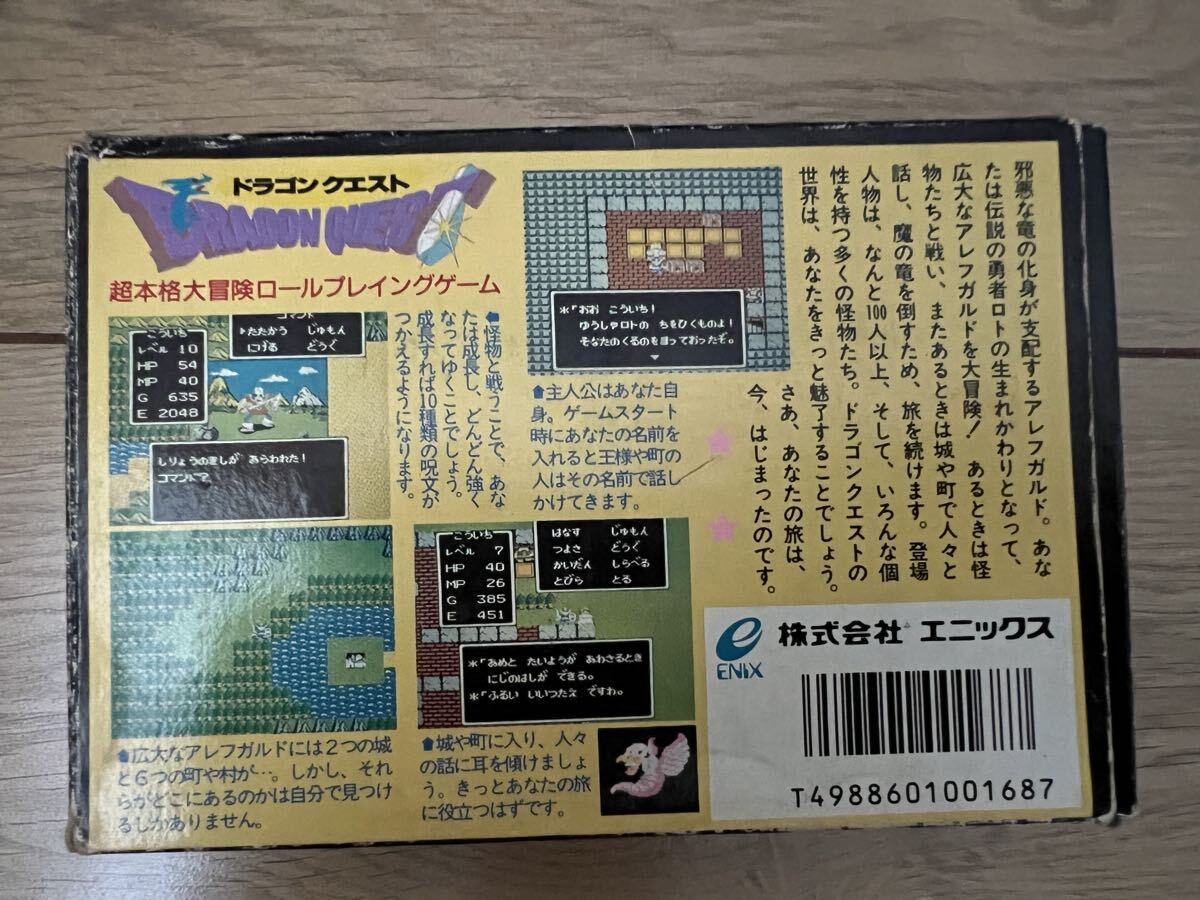 ドラゴンクエスト
DRAGON QUEST
超本格大冒険ロールプレイングゲーム
こういち
レベル 10
HP 54
MP 40
G 635
E 2048
コマンド
たたかう じゅもん
にげる どうぐ
しりょうのきしが あらわれた!
コマンド?
怪物と戦うことで、あな
たは成長し、どんどん強く
なってゆくことでしょう。
成長すれば10種類の呪文が
つかえるようになります。
*「おお こういち!
ゆうしゃロトの ちをひくものよ!
そなたのくるのを まっておったぞ。
主人公はあなた自
身。ゲームスタート
時にあなたの名前を
入れると王様や町の
人はその名前で話し
かけてきます。
邪悪な竜の化身が支配するアレフガルド。あな
たは伝説の勇者ロトの生まれかわりとなって、
広大なアレフガルドを大冒険! あるときは怪
物たちと戦い、またあるときは城や町で人々と
話し、魔の竜を倒すため、旅を続けます。登場
人物は、なんと100人以上、そして、いろんな個
性を持つ多くの怪物たち。ドラゴンクエストの
世界は、あなたをきっと魅了することでしょう。
さあ、あなたの旅は、
今、はじまったのです。
広大なアレフガルドには2つの城
と6つの町や村が…。しかし、それ
らがどこにあるのかは自分で見つけ
るしかありません。
こういち
レベル 7
HP 40
MP 26
G 385
E 451
はなす じゅもん
つよさ どうぐ
かいだん しらべる
とびら とる
*「あめと たいようが あわさるとき
にじのはしが できる。
*「ふるい いいつたえ ですわ。
城や町に入り、人々
の話に耳を傾けましょ
う。きっとあなたの旅
に役立つはずです。
ENIX
株式会社 エニックス
T4988601001687